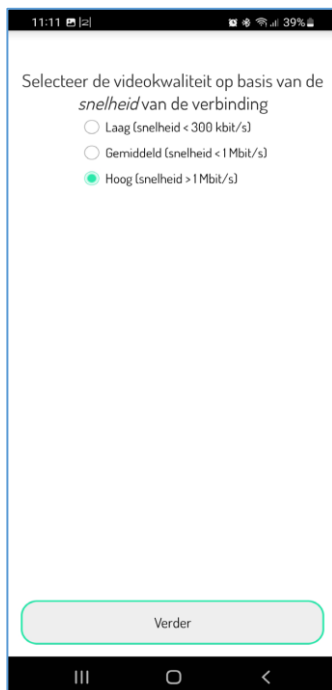 11:11 39%
Selecteer de videokwaliteit op basis van de
snelheid van de verbinding
Laag (snelheid < 300 kbit/s)
Gemiddeld (snelheid < 1 Mbit/s)
Hoog (snelheid > 1 Mbit/s)
Verder